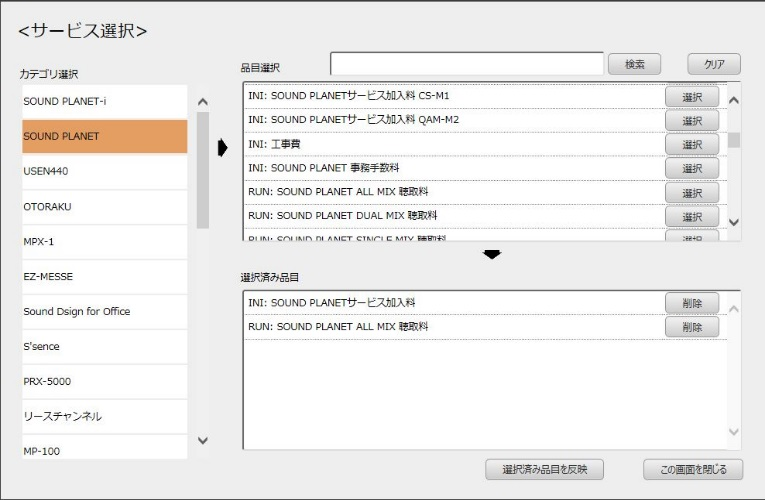 <サービス選択>
カテゴリ選択
SOUND PLANET-i
SOUND PLANET
USEN440
OTORAKU
MPX-1
EZ-MESSE
Sound Dsign for Office
S'sence
PRX-5000
リースチャンネル
MP-100
品目選択
検索
クリア
INI: SOUND PLANETサービス加入料 CS-M1
選択
INI: SOUND PLANETサービス加入料 QAM-M2
選択
INI: 工事費
選択
INI: SOUND PLANET 事務手数料
選択
RUN: SOUND PLANET ALL MIX 聴取料
選択
RUN: SOUND PLANET DUAL MIX 聴取料
選択
RUN: SOUND PLANET SINGLE MIX 聴取料
選択
選択済み品目
INI: SOUND PLANETサービス加入料
削除
RUN: SOUND PLANET ALL MIX 聴取料
削除
選択済み品目を反映
この画面を閉じる